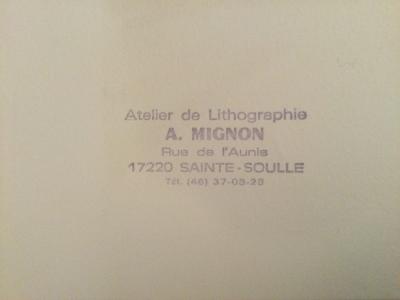 Atelier de Lithographie
A. MIGNON
Rue de l'Aunis
17220 SAINTE-SOULLE
Tél. (46) 37-03-29